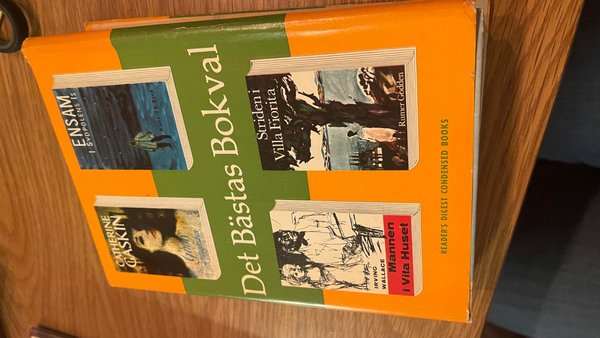 Det Bästas Bokval
ENSAM
I SYDPOLENS IS
Striden i
Villa Fiorita
Rumer Godden
CATHERINE
GASKIN
IRVING
WALLACE
Mannen
i Vita Huset
READER'S DIGEST CONDENSED BOOKS